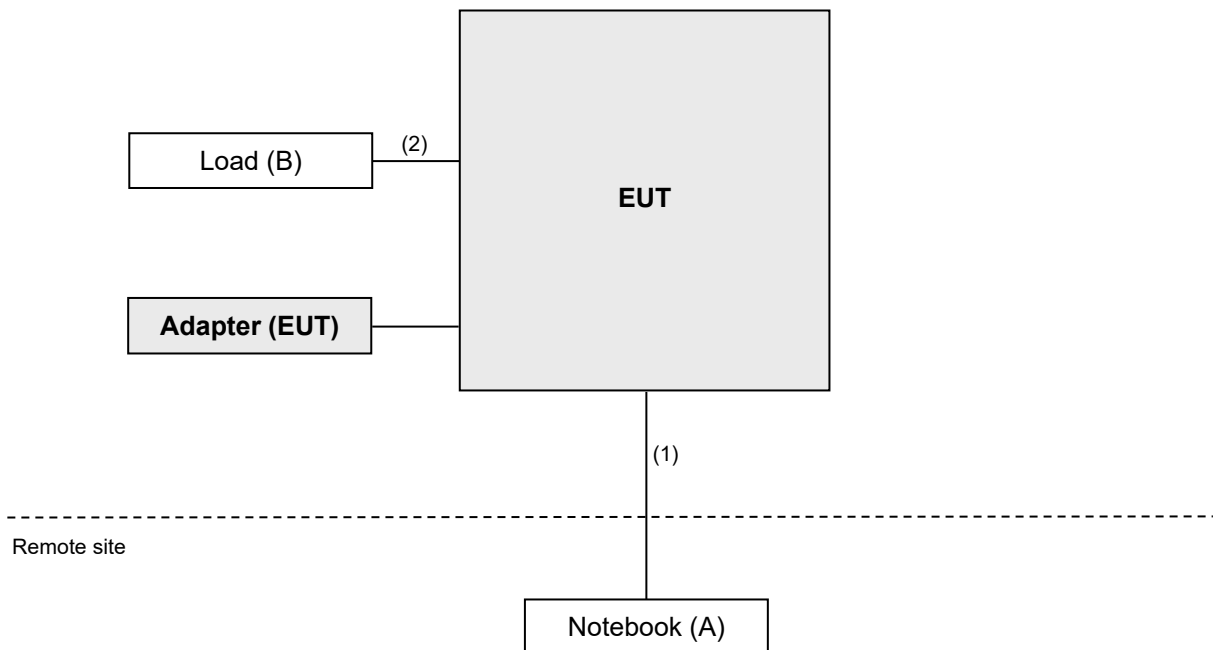 (2)
Load (B)
EUT
Adapter (EUT)
(1)
Remote site
Notebook (A)